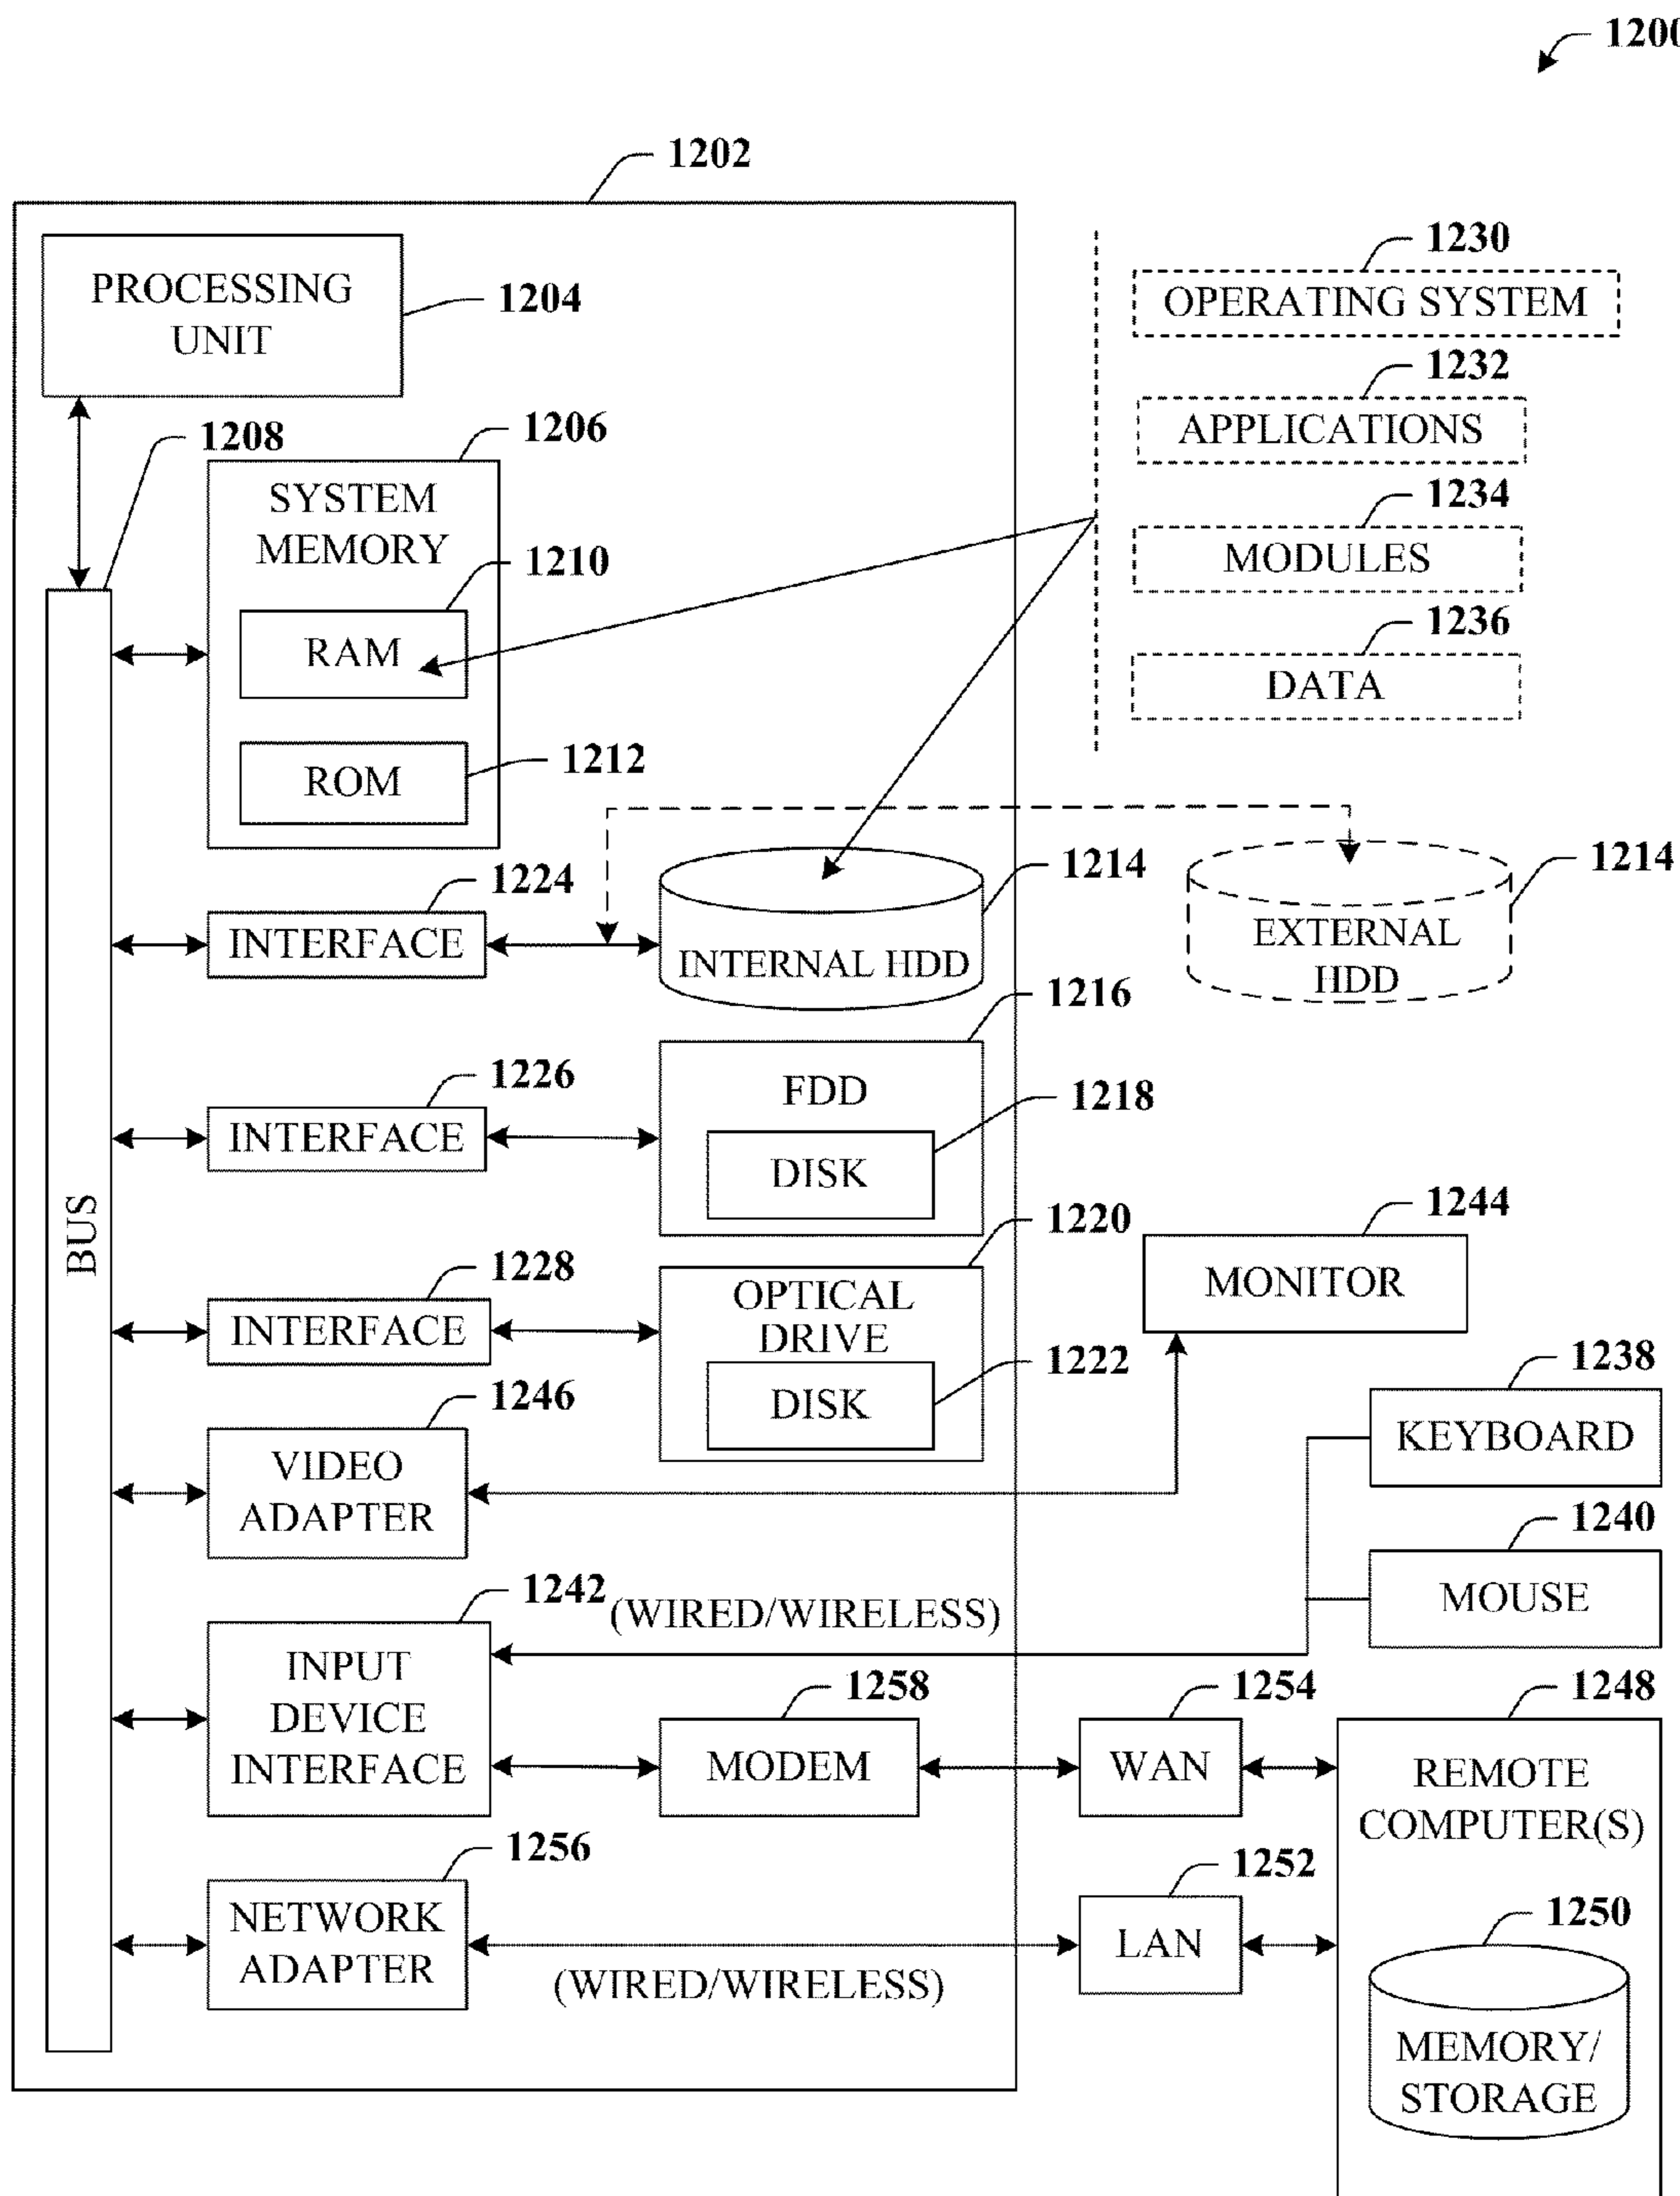 1200
1202
PROCESSING
UNIT
1204
1230
OPERATING SYSTEM
1232
APPLICATIONS
1234
MODULES
1236
DATA
1208
1206
SYSTEM
MEMORY
1210
RAM
1212
ROM
BUS
1224
INTERFACE
1214
INTERNAL HDD
1214
EXTERNAL
HDD
1226
INTERFACE
1216
FDD
1218
DISK
1228
INTERFACE
1220
OPTICAL
DRIVE
1222
DISK
1244
MONITOR
1246
VIDEO
ADAPTER
1238
KEYBOARD
1240
MOUSE
1242
(WIRED/WIRELESS)
INPUT
DEVICE
INTERFACE
1258
MODEM
1254
WAN
1248
REMOTE
COMPUTER(S)
1256
NETWORK
ADAPTER
(WIRED/WIRELESS)
1252
LAN
1250
MEMORY/
STORAGE